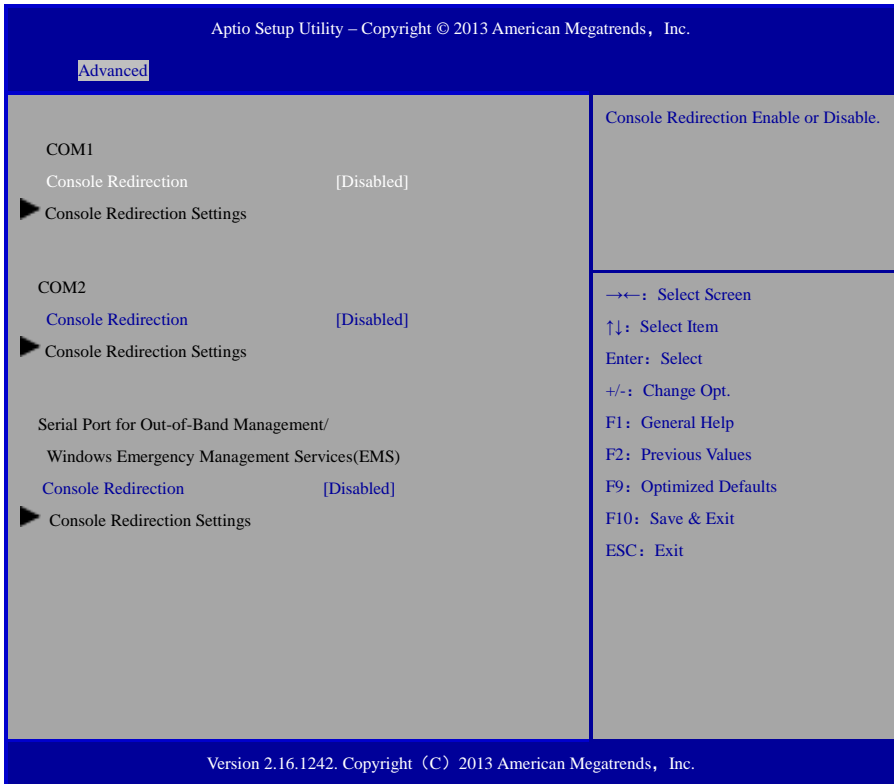 Aptio Setup Utility – Copyright © 2013 American Megatrends，Inc.
Advanced
COM1
Console Redirection [Disabled]
Console Redirection Settings
COM2
Console Redirection [Disabled]
Console Redirection Settings
Serial Port for Out-of-Band Management/
Windows Emergency Management Services(EMS)
Console Redirection [Disabled]
Console Redirection Settings
Console Redirection Enable or Disable.
→←：Select Screen
↑↓：Select Item
Enter：Select
+/-：Change Opt.
F1：General Help
F2：Previous Values
F9：Optimized Defaults
F10：Save & Exit
ESC：Exit
Version 2.16.1242. Copyright（C）2013 American Megatrends，Inc.